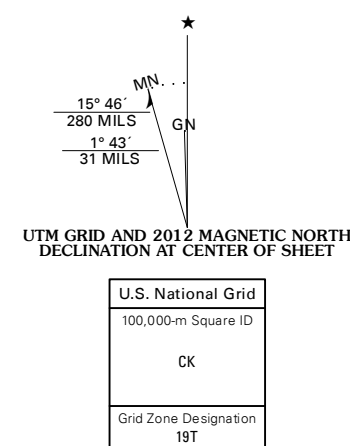 ★
MN
15° 46´
280 MILS
GN
1° 43´
31 MILS
UTM GRID AND 2012 MAGNETIC NORTH
DECLINATION AT CENTER OF SHEET
U.S. National Grid
100,000-m Square ID
CK
Grid Zone Designation
19T